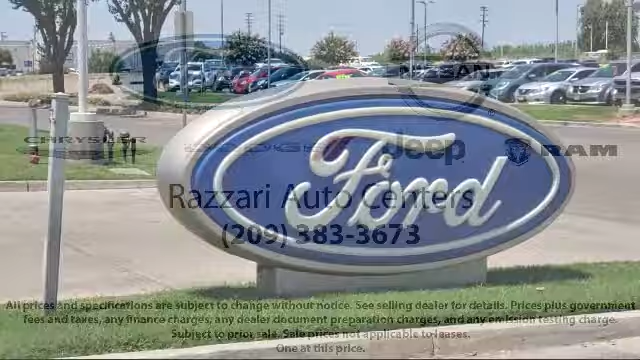 CHRYSLER DODGE Jeep RAM
Ford
Razzari Auto Centers
(209) 383-3673
All prices and specifications are subject to change without notice. See selling dealer for details. Prices plus government
fees and taxes, any finance charges, any dealer document preparation charges, and any emission testing charge.
Subject to prior sale. Sale prices not applicable to leases.
One at this price.